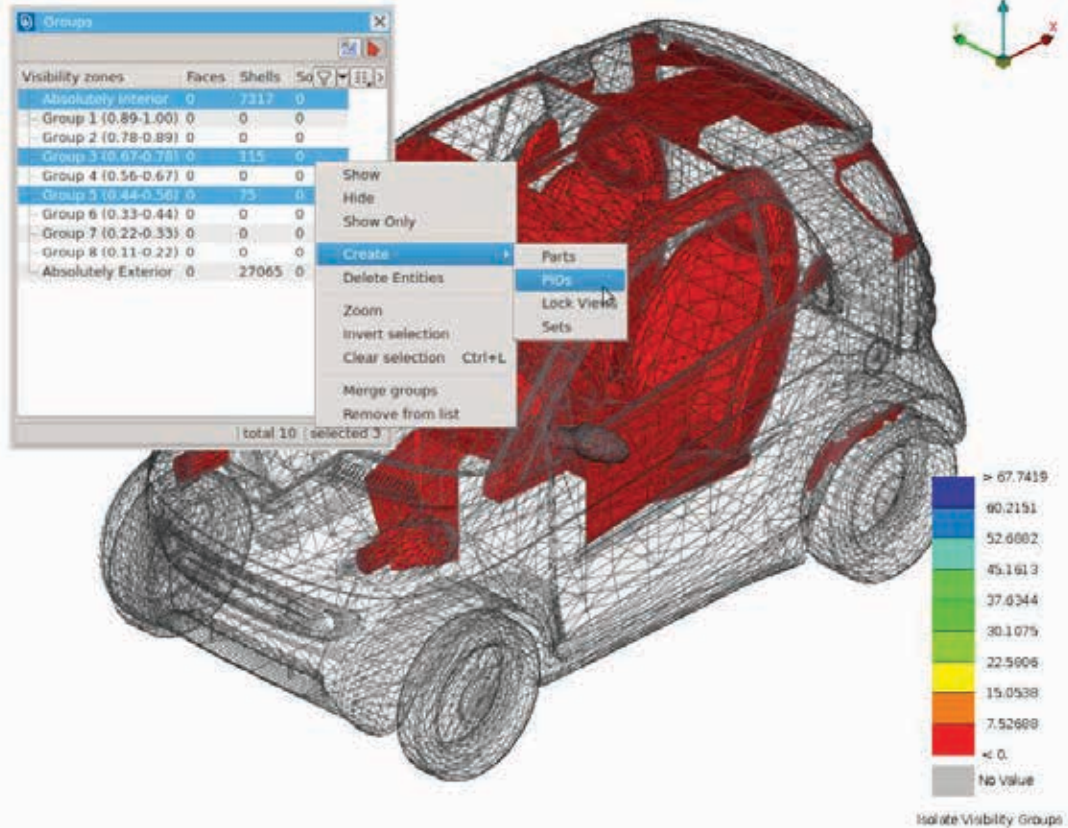 Groups
Visibility zones Faces Shells So
Absolutely Interior 0 7317 0
Group 1 (0.89-1.00) 0 0 0
Group 2 (0.78-0.89) 0 0 0
Group 3 (0.67-0.78) 0 115 0
Group 4 (0.56-0.67) 0 0 0
Group 5 (0.44-0.56) 0 75 0
Group 6 (0.33-0.44) 0 0 0
Group 7 (0.22-0.33) 0 0 0
Group 8 (0.11-0.22) 0 0 0
Absolutely Exterior 0 27065 0
total 10 selected 3
Show
Hide
Show Only
Create
Delete Entities
Zoom
Invert selection
Clear selection Ctrl+L
Merge groups
Remove from list
Parts
PIDs
Lock Views
Sets
X
Y
> 67.7419
60.2151
52.6882
45.1613
37.6344
30.1075
22.5806
15.0538
7.52688
< 0.
No Value
Isolate Visibility Groups